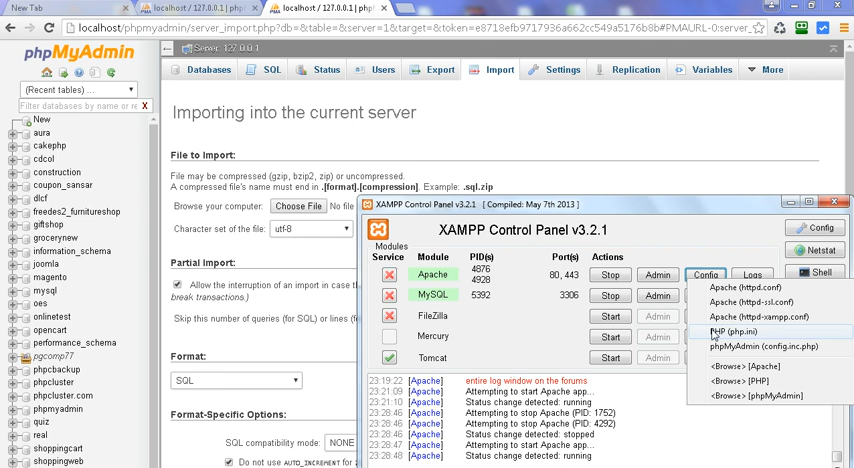 New Tab
localhost / 127.0.0.1 | phpM
localhost / 127.0.0.1 | phpM
localhost/phpmyadmin/server_import.php?db=&table=&server=1&target=&token=e8718efb9717936a662cc549a5176b8b#PMAURL-0:server_
phpMyAdmin
(Recent tables) ...
Filter databases by name or re X
New
aura
cakephp
cdcol
construction
coupon_sansar
dlcf
freedes2_furnitureshop
giftshop
grocerynew
information_schema
joomla
magento
mysql
oes
onlinetest
opencart
performance_schema
pgcomp77
phpcbackup
phpcluster
phpcluster.com
phpmyadmin
quiz
real
shoppingcart
shoppingweb
Server: 127.0.0.1
Databases SQL Status Users Export Import Settings Replication Variables More
Importing into the current server
File to Import:
File may be compressed (gzip, bzip2, zip) or uncompressed.
A compressed file's name must end in .[format].[compression]. Example: .sql.zip
Browse your computer: Choose File No file
Character set of the file: utf-8
Partial Import:
Allow the interruption of an import in case th
break transactions.)
Skip this number of queries (for SQL) or lines
Format:
SQL
Format-Specific Options:
SQL compatibility mode: NONE
Do not use AUTO_INCREMENT for
XAMPP Control Panel v3.2.1 [ Compiled: May 7th 2013 ]
XAMPP Control Panel v3.2.1
Config
Netstat
Shell
Modules
Service Module PID(s) Port(s) Actions
Apache 4876 4928 80, 443 Stop Admin Config Logs
MySQL 5392 3306 Stop Admin
FileZilla Start Admin
Mercury Start Admin
Tomcat Start Admin
Apache (httpd.conf)
Apache (httpd-ssl.conf)
Apache (httpd-xampp.conf)
PHP (php.ini)
phpMyAdmin (config.inc.php)
<Browse> [Apache]
<Browse> [PHP]
<Browse> [phpMyAdmin]
23:19:22 [Apache] entire log window on the forums
23:21:09 [Apache] Attempting to start Apache app...
23:21:10 [Apache] Status change detected: running
23:28:46 [Apache] Attempting to stop Apache (PID: 1752)
23:28:46 [Apache] Attempting to stop Apache (PID: 4292)
23:28:46 [Apache] Status change detected: stopped
23:28:47 [Apache] Attempting to start Apache app...
23:28:48 [Apache] Status change detected: running